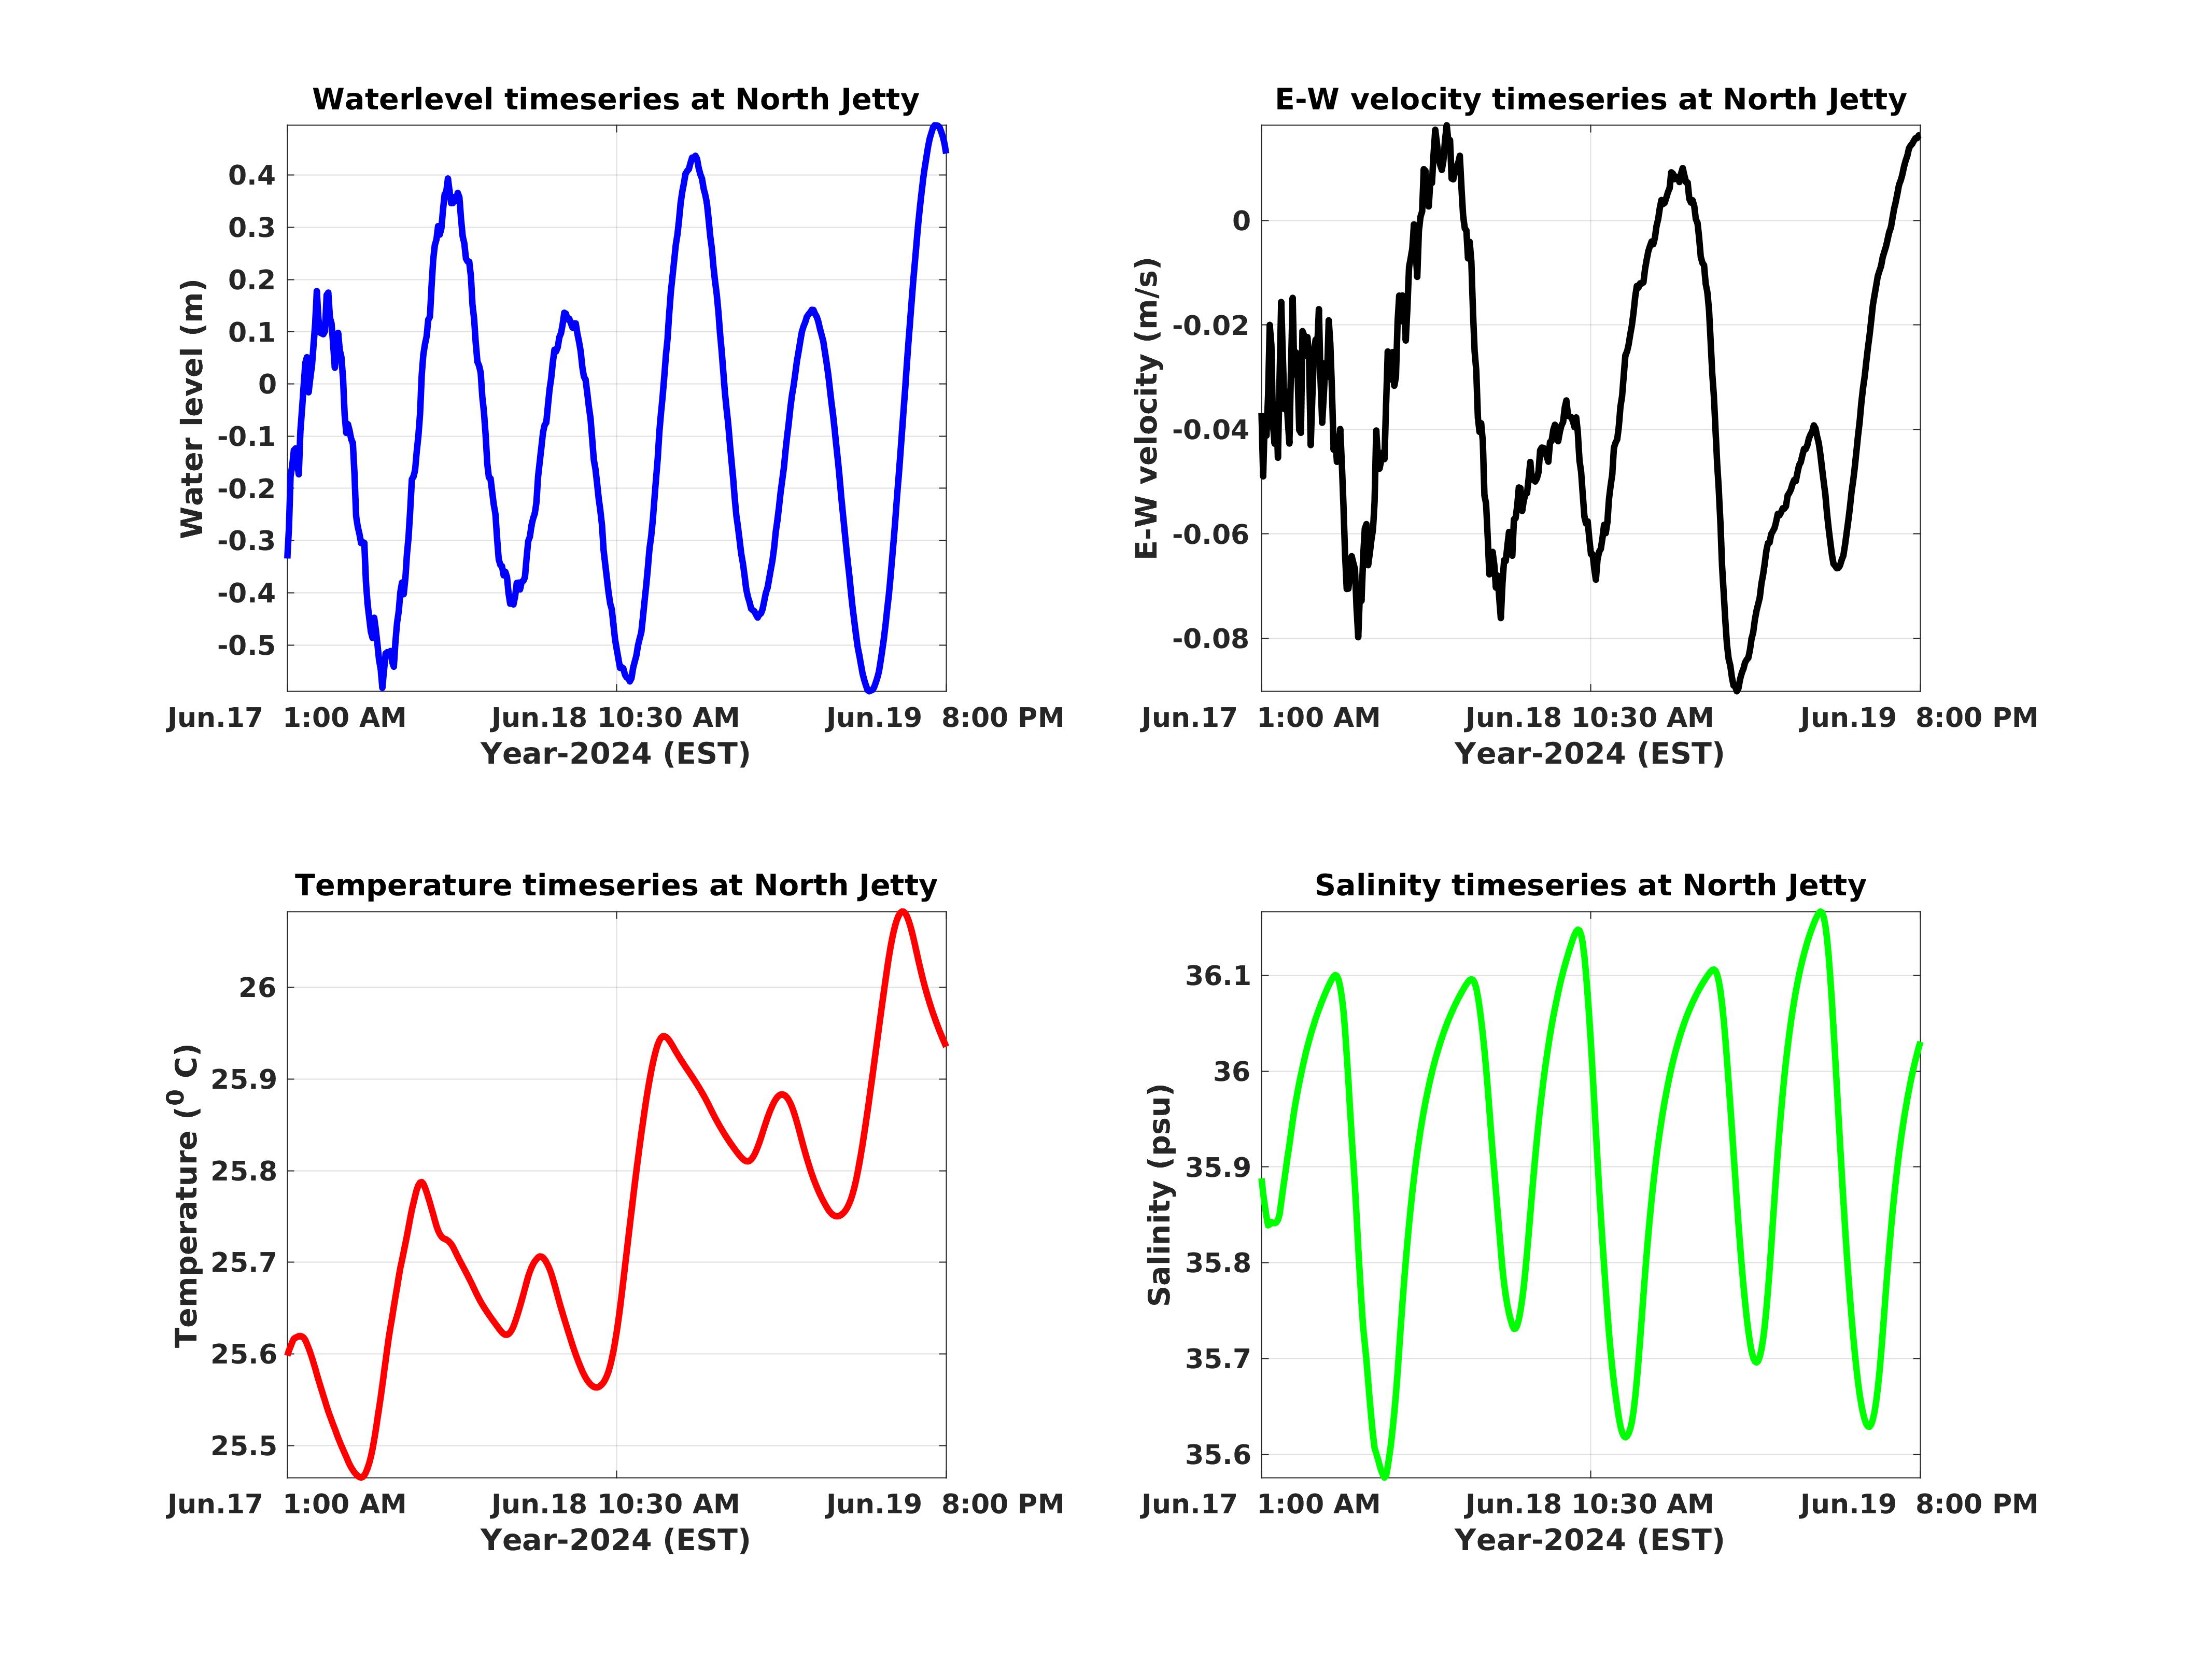 Waterlevel timeseries at North Jetty
Water level (m)
0.4
0.3
0.2
0.1
0
-0.1
-0.2
-0.3
-0.4
-0.5
Jun.17 1:00 AM Jun.18 10:30 AM Jun.19 8:00 PM
Year-2024 (EST)
E-W velocity timeseries at North Jetty
E-W velocity (m/s)
0
-0.02
-0.04
-0.06
-0.08
Jun.17 1:00 AM Jun.18 10:30 AM Jun.19 8:00 PM
Year-2024 (EST)
Temperature timeseries at North Jetty
Temperature (⁰ C)
26
25.9
25.8
25.7
25.6
25.5
Jun.17 1:00 AM Jun.18 10:30 AM Jun.19 8:00 PM
Year-2024 (EST)
Salinity timeseries at North Jetty
Salinity (psu)
36.1
36
35.9
35.8
35.7
35.6
Jun.17 1:00 AM Jun.18 10:30 AM Jun.19 8:00 PM
Year-2024 (EST)